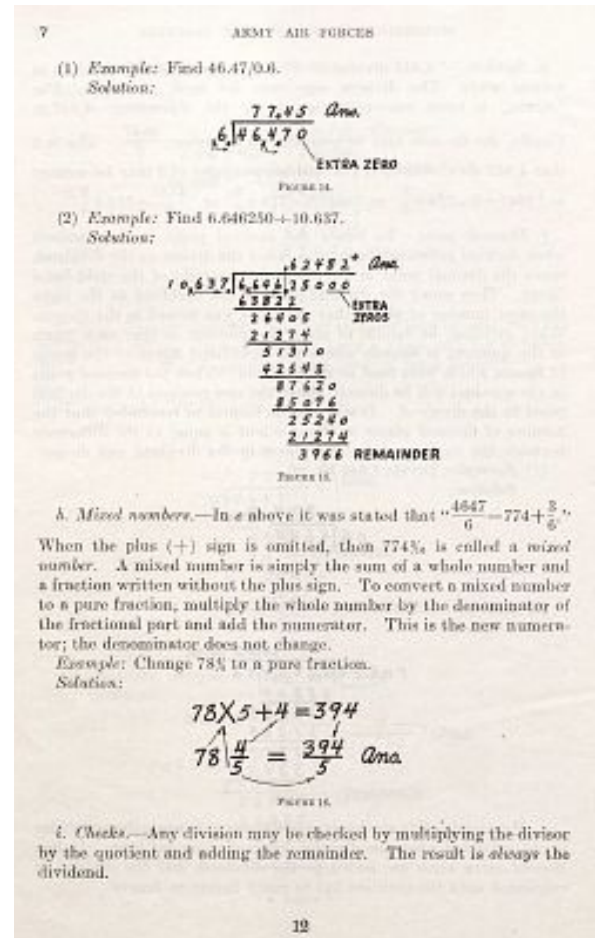 7 ARMY AIR FORCES
(1) Example: Find 46.47/0.6.
Solution:
77.45 Ans.
.6.)46.4.70
EXTRA ZERO
FIGURE 14.
(2) Example: Find 6.646250÷10.637.
Solution:
.62482+ Ans.
10.637.)6.646.25000
63822
EXTRA
26405
ZEROS
21274
51310
42548
87620
85076
25240
21274
3966 REMAINDER
FIGURE 15.
h. Mixed numbers.—In e above it was stated that "4647/6=774+3/6."
When the plus (+) sign is omitted, then 774 3/6 is called a mixed
number. A mixed number is simply the sum of a whole number and
a fraction written without the plus sign. To convert a mixed number
to a pure fraction, multiply the whole number by the denominator of
the fractional part and add the numerator. This is the new numera-
tor; the denominator does not change.
Example: Change 78 4/5 to a pure fraction.
Solution:
78X5+4=394
78 4/5 = 394/5 Ans.
FIGURE 16.
i. Checks.—Any division may be checked by multiplying the divisor
by the quotient and adding the remainder. The result is always the
dividend.
12